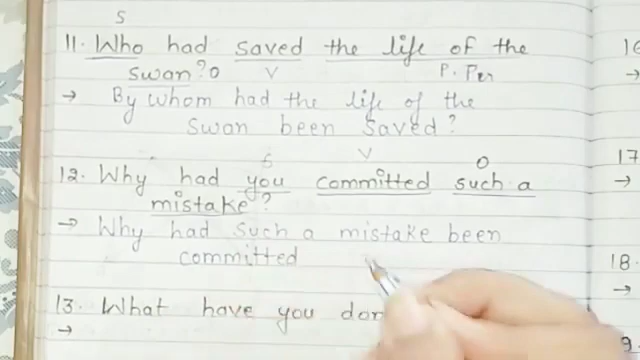 S
11. Who had saved the life of the
swan? O V P. Per
→ By whom had the life of the
swan been saved?
S V O
12. Why had you committed such a
mistake?
→ Why had such a mistake been
committed
13. What have you
→
16
→
17
→
18.
→
9